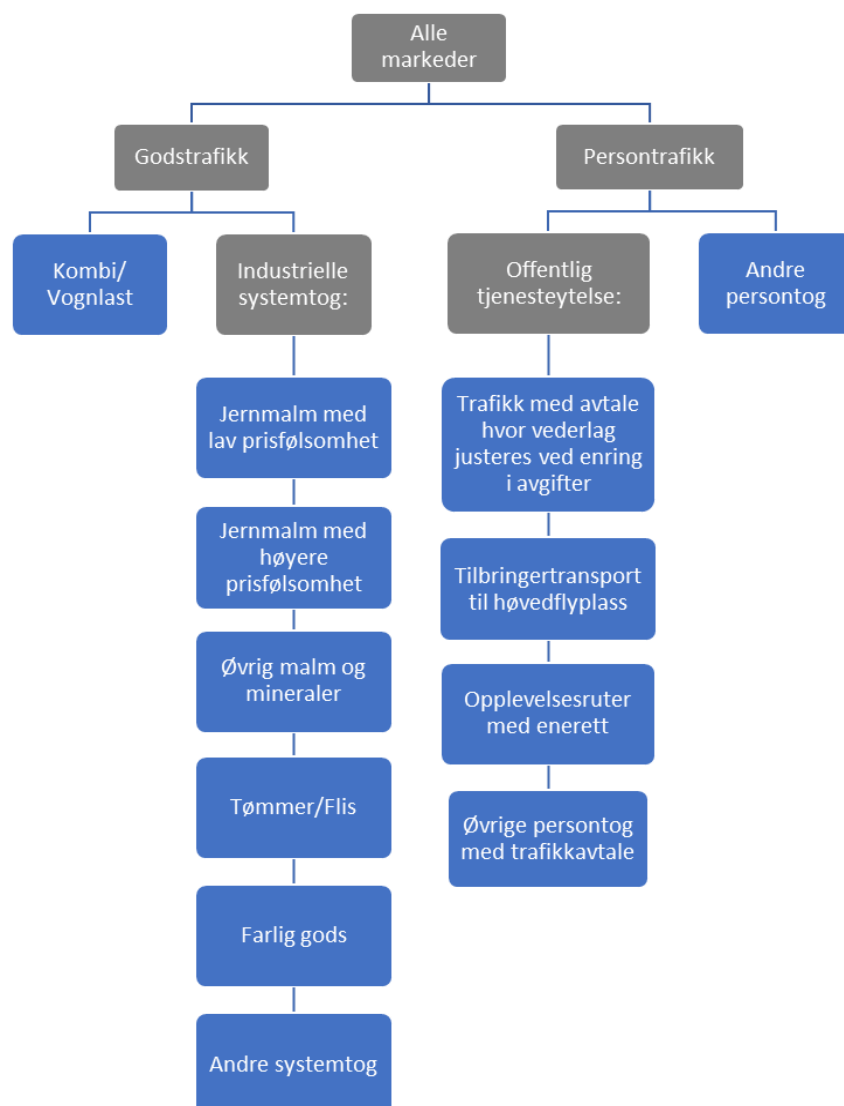 Alle
markeder
Godstrafikk
Persontrafikk
Kombi/
Vognlast
Industrielle
systemtog:
Offentlig
tjenesteytelse:
Andre
persontog
Jernmalm med
lav prisfølsomhet
Trafikk med avtale
hvor vederlag
justeres ved enring
i avgifter
Jernmalm med
høyere
prisfølsomhet
Tilbringertransport
til høvedflyplass
Øvrig malm og
mineraler
Opplevelsesruter
med enerett
Tømmer/Flis
Øvrige persontog
med trafikkavtale
Farlig gods
Andre systemtog